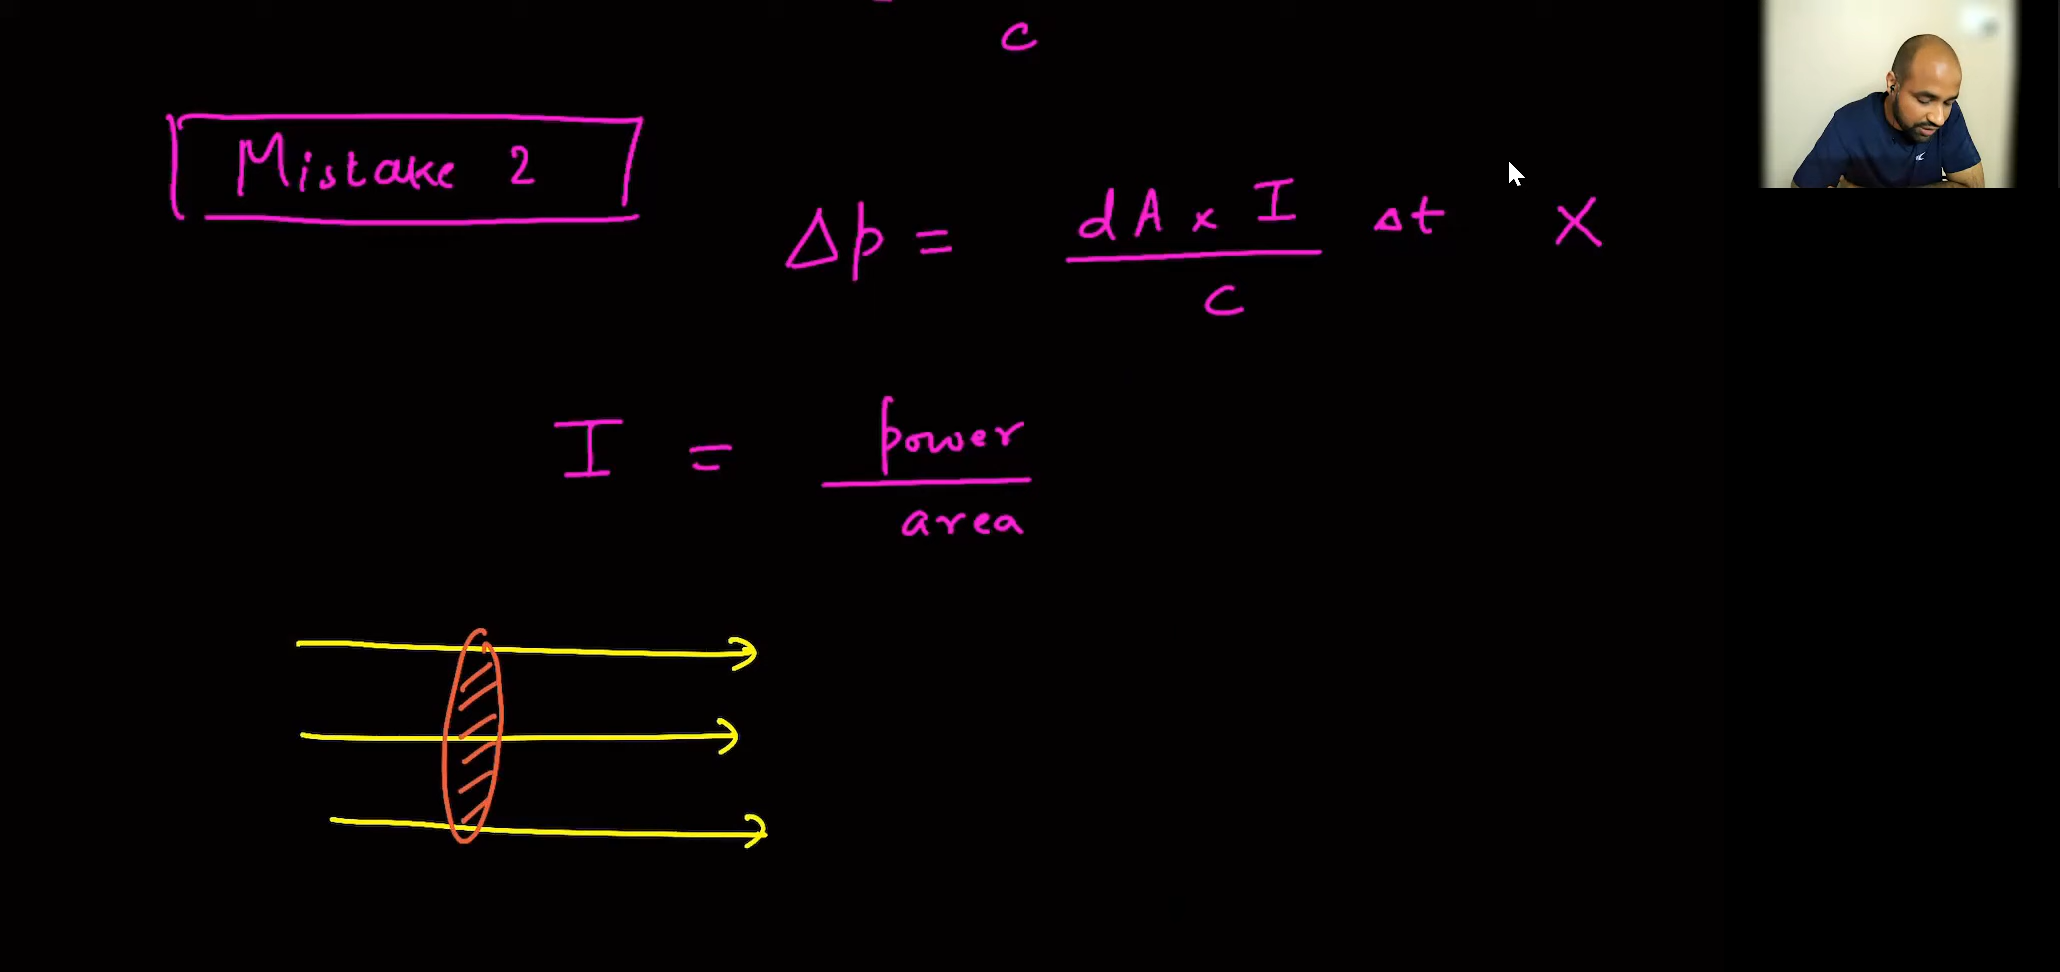 c
Mistake 2
Δp = dA × I Δt X
c
I = power
area